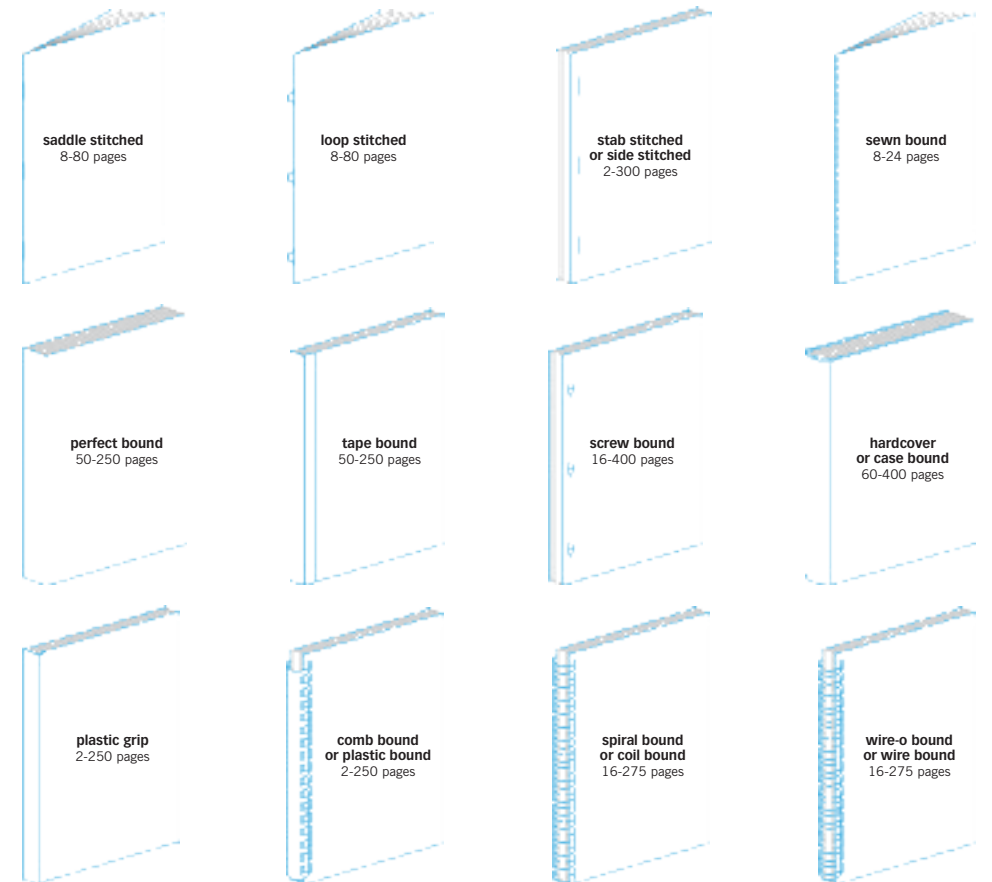 saddle stitched
8-80 pages
loop stitched
8-80 pages
stab stitched
or side stitched
2-300 pages
sewn bound
8-24 pages
perfect bound
50-250 pages
tape bound
50-250 pages
screw bound
16-400 pages
hardcover
or case bound
60-400 pages
plastic grip
2-250 pages
comb bound
or plastic bound
2-250 pages
spiral bound
or coil bound
16-275 pages
wire-o bound
or wire bound
16-275 pages